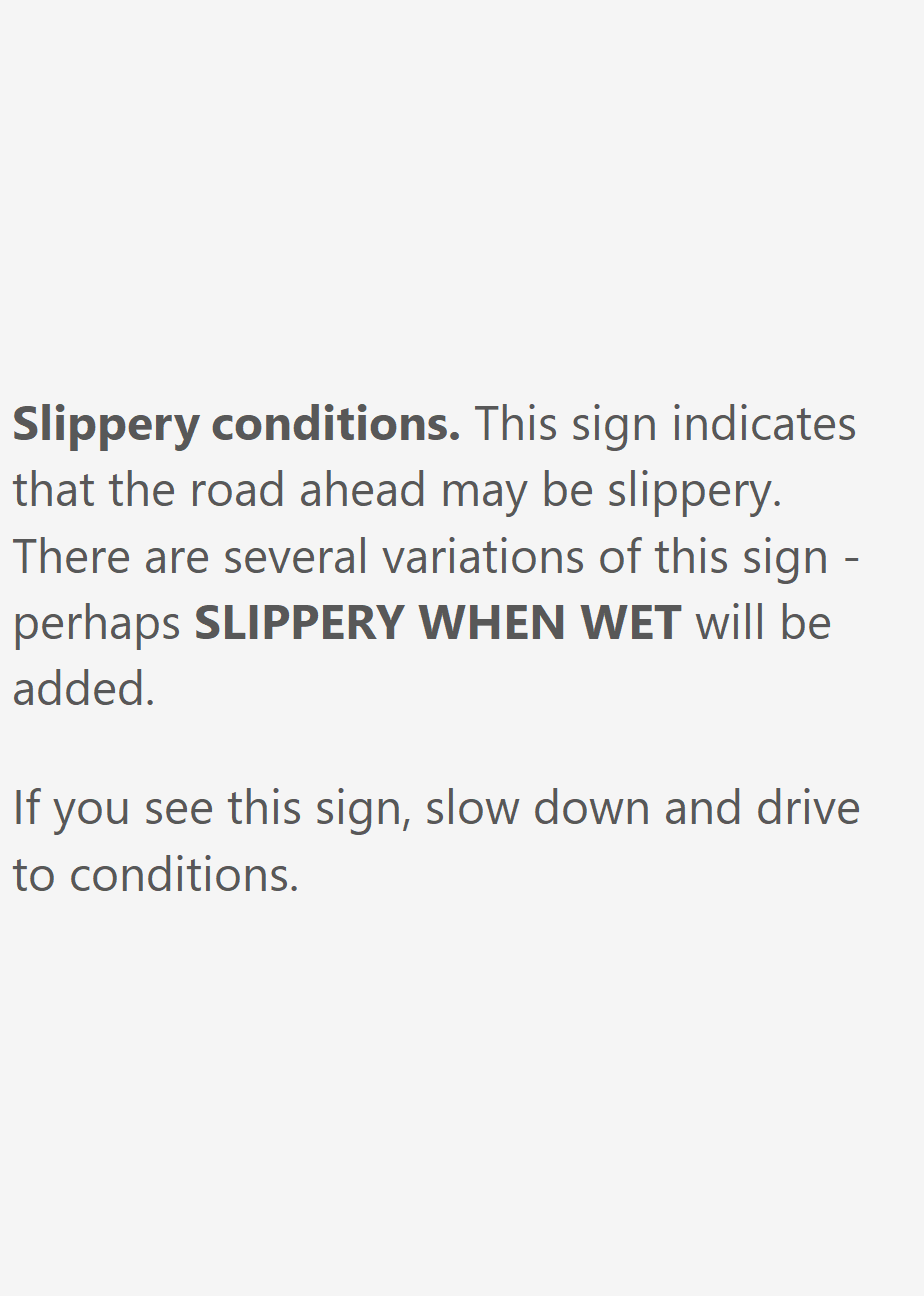 Slippery conditions. This sign indicates
that the road ahead may be slippery.
There are several variations of this sign -
perhaps SLIPPERY WHEN WET will be
added.
If you see this sign, slow down and drive
to conditions.